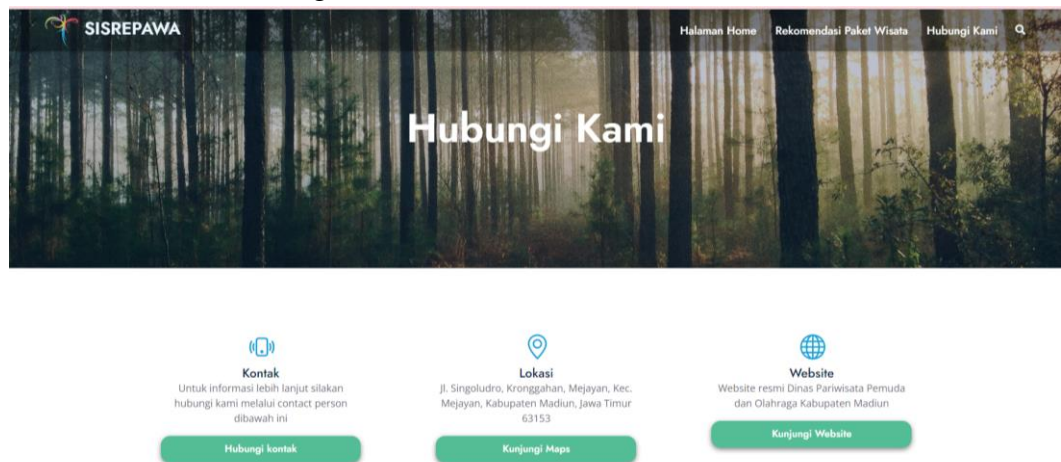 SISREPAWA
Halaman Home Rekomendasi Paket Wisata Hubungi Kami
Hubungi Kami
Kontak
Untuk informasi lebih lanjut silakan
hubungi kami melalui contact person
dibawah ini
Hubungi kontak
Lokasi
Jl. Singoludro, Kronggahan, Mejayan, Kec.
Mejayan, Kabupaten Madiun, Jawa Timur
63153
Kunjungi Maps
Website
Website resmi Dinas Pariwisata Pemuda
dan Olahraga Kabupaten Madiun
Kunjungi Website